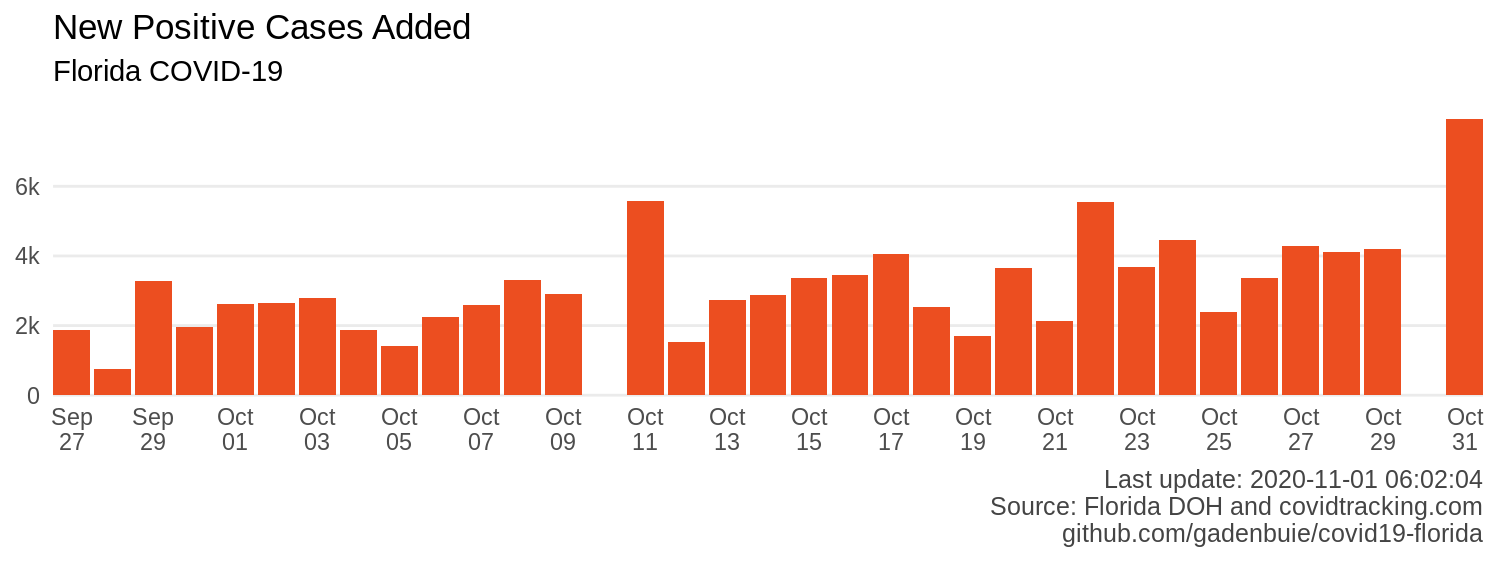 New Positive Cases Added
Florida COVID-19
6k
4k
2k
0
Sep Sep Oct Oct Oct Oct Oct Oct Oct Oct Oct Oct Oct Oct Oct Oct Oct Oct
27 29 01 03 05 07 09 11 13 15 17 19 21 23 25 27 29 31
Last update: 2020-11-01 06:02:04
Source: Florida DOH and covidtracking.com
github.com/gadenbuie/covid19-florida